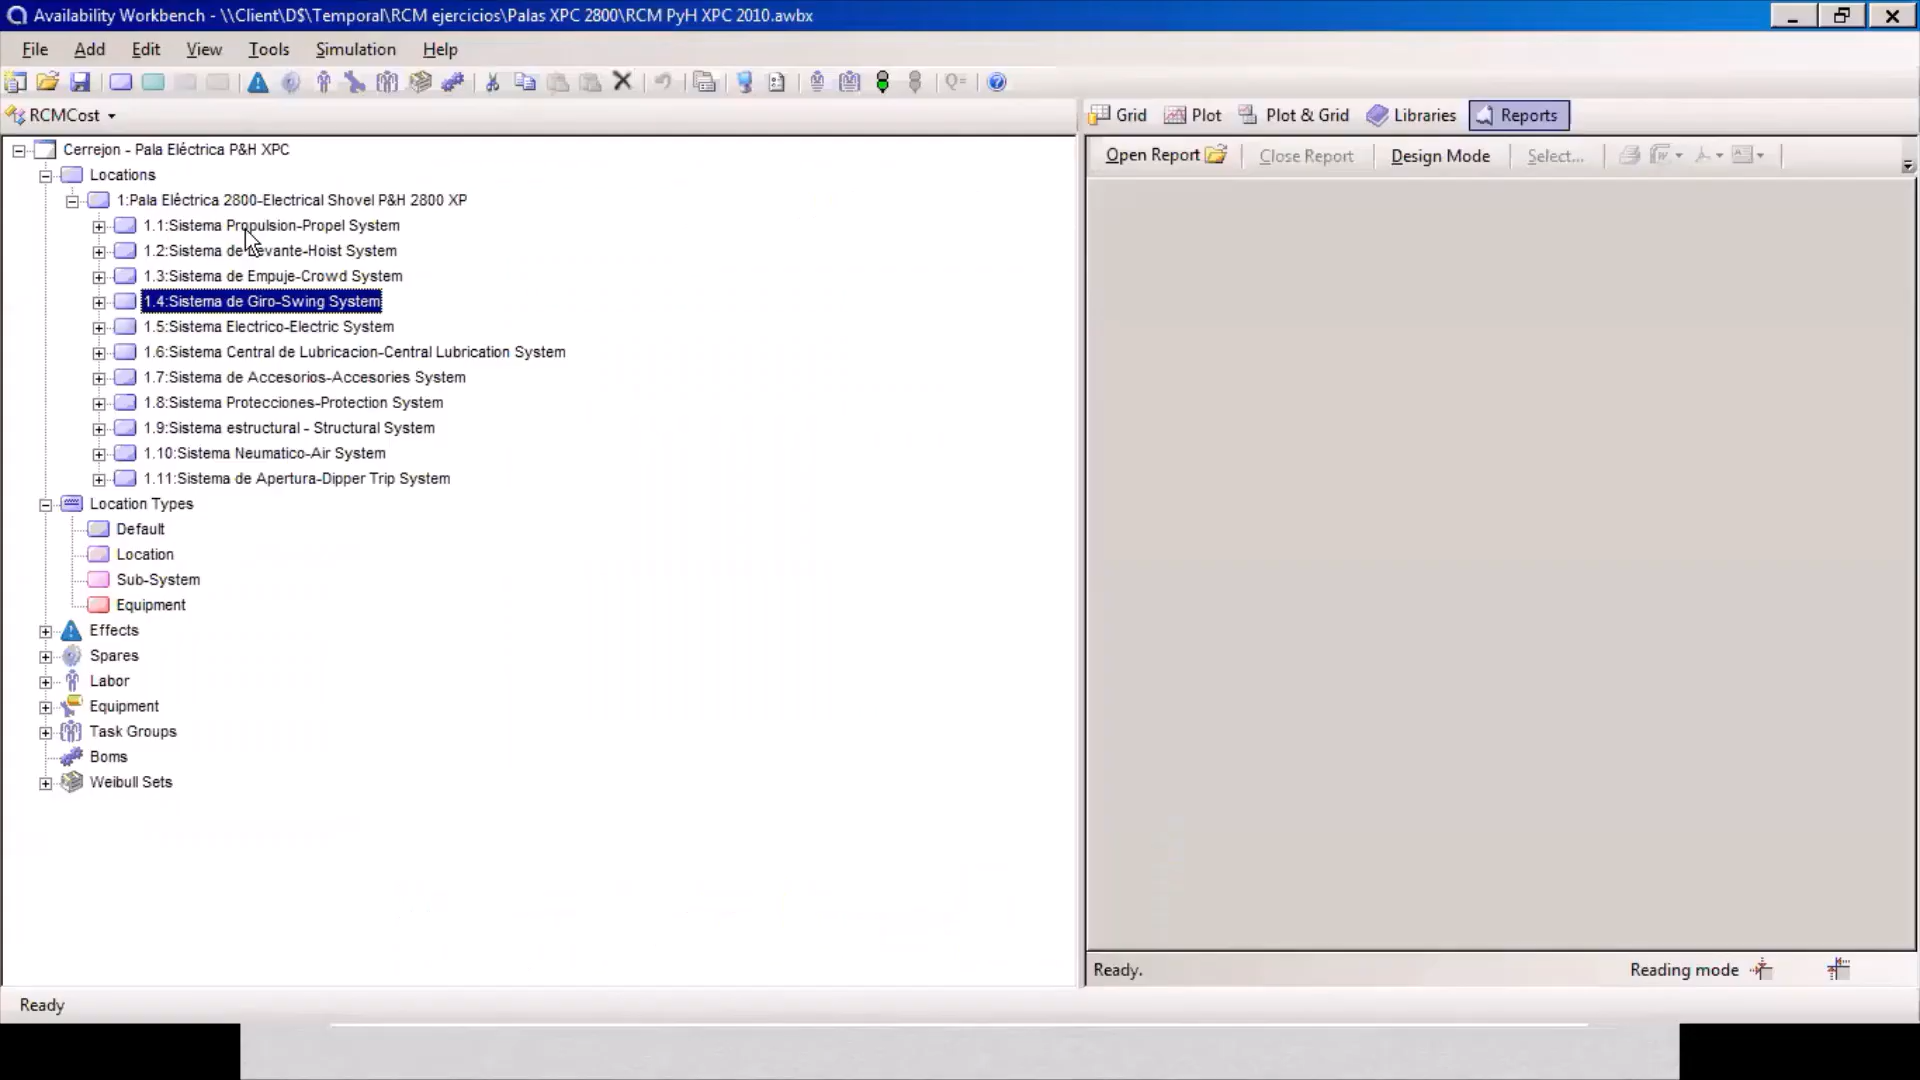 Availability Workbench - \\Client\D$\Temporal\RCM ejercicios\Palas XPC 2800\RCM PyH XPC 2010.awbx
File Add Edit View Tools Simulation Help
Q=
RCMCost
Grid Plot Plot & Grid Libraries Reports
Open Report Close Report Design Mode Select...
Cerrejon - Pala Eléctrica P&H XPC
Locations
1:Pala Eléctrica 2800-Electrical Shovel P&H 2800 XP
1.1:Sistema Propulsion-Propel System
1.2:Sistema de Levante-Hoist System
1.3:Sistema de Empuje-Crowd System
1.4:Sistema de Giro-Swing System
1.5:Sistema Electrico-Electric System
1.6:Sistema Central de Lubricacion-Central Lubrication System
1.7:Sistema de Accesorios-Accesories System
1.8:Sistema Protecciones-Protection System
1.9:Sistema estructural - Structural System
1.10:Sistema Neumatico-Air System
1.11:Sistema de Apertura-Dipper Trip System
Location Types
Default
Location
Sub-System
Equipment
Effects
Spares
Labor
Equipment
Task Groups
Boms
Weibull Sets
Ready. Reading mode
Ready